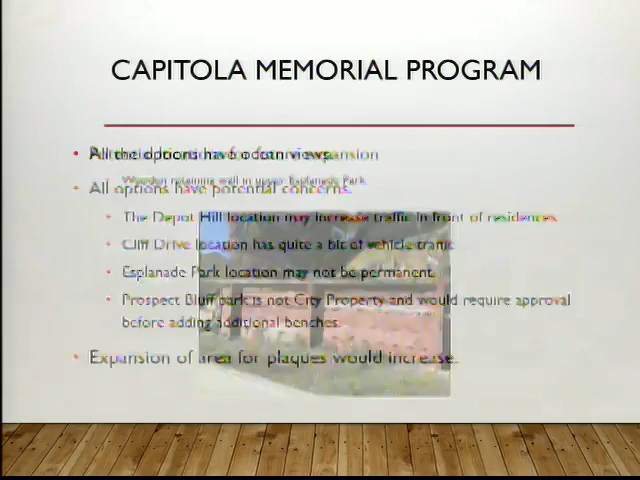 CAPITOLA MEMORIAL PROGRAM
All the options have ocean views.
Wooden retaining wall in upper Esplanade Park
All options have potential concerns.
The Depot Hill location may increase traffic in front of residences.
Cliff Drive location has quite a bit of vehicle traffic
Esplanade Park location may not be permanent.
Prospect Bluff park is not City Property and would require approval
before adding additional benches.
Expansion of area for plaques would increase.